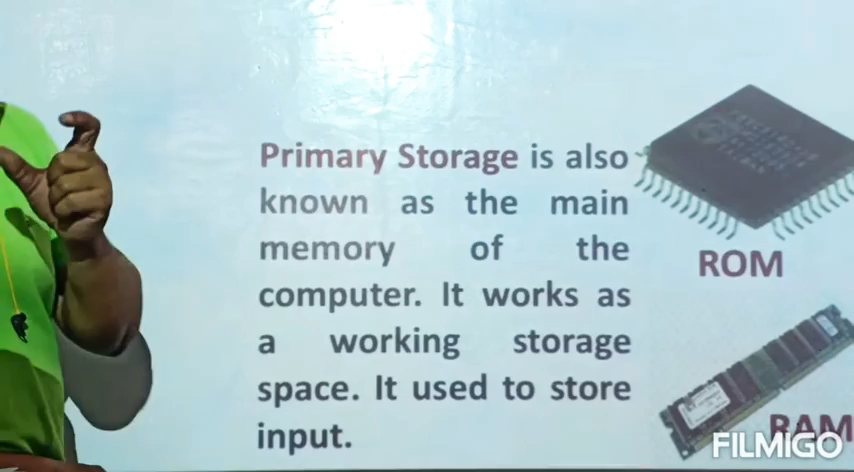 Primary Storage is also
known as the main
memory of the
computer. It works as
a working storage
space. It used to store
input.
ROM
RAM
FILMIGO